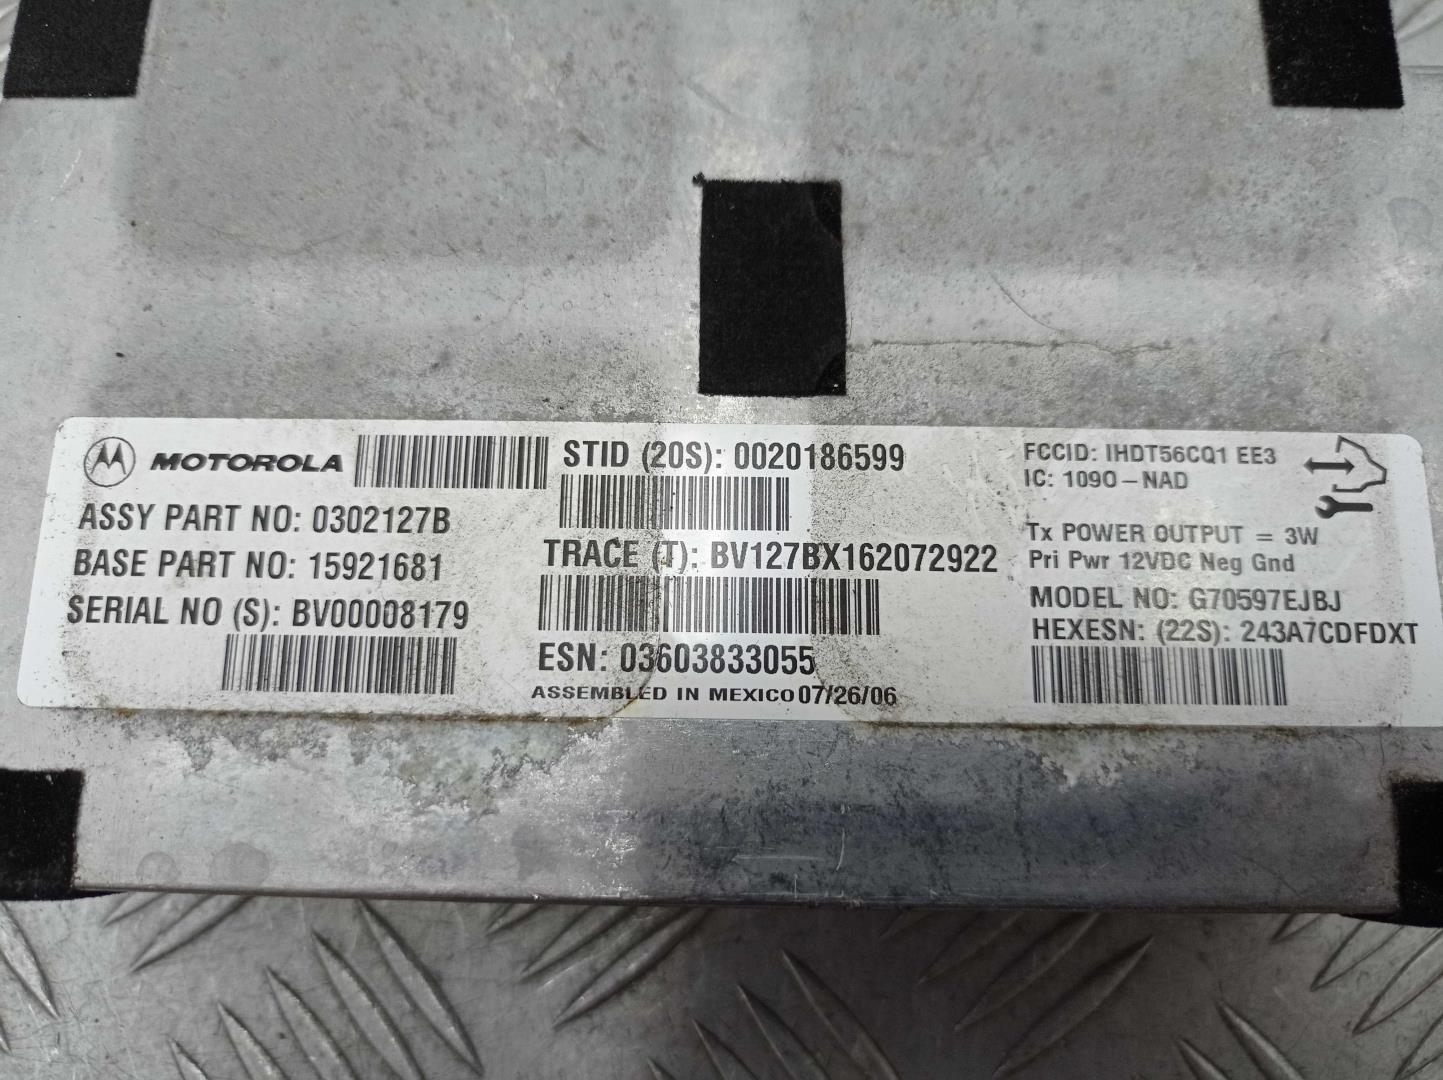 MOTOROLA
ASSY PART NO: 0302127B
BASE PART NO: 15921681
SERIAL NO (S): BV00008179
STID (20S): 0020186599
TRACE (T): BV127BX162072922
ESN: 03603833055
ASSEMBLED IN MEXICO 07/26/06
FCCID: IHDT56CQ1 EE3
IC: 1090-NAD
Tx POWER OUTPUT = 3W
Pri Pwr 12VDC Neg Gnd
MODEL NO: G70597EJBJ
HEXESN: (22S): 243A7CDFDXT